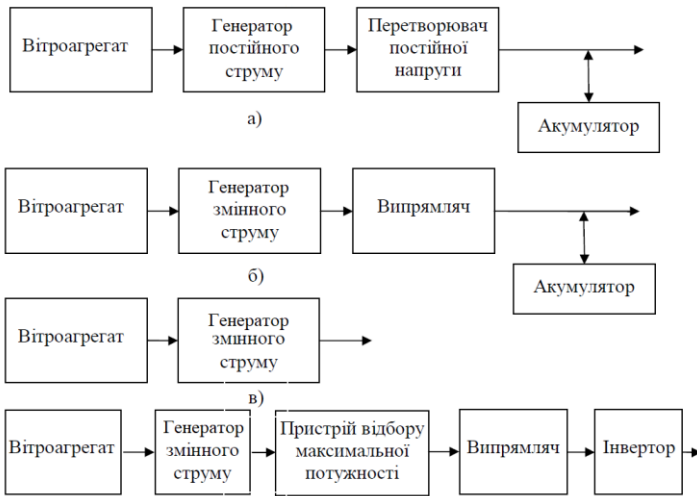 Вітроагрегат
Генератор
постійного
струму
Перетворювач
постійної
напруги
Акумулятор
а)
Вітроагрегат
Генератор
змінного
струму
Випрямляч
Акумулятор
б)
Вітроагрегат
Генератор
змінного
струму
в)
Вітроагрегат
Генератор
змінного
струму
Пристрій відбору
максимальної
потужності
Випрямляч
Інвертор